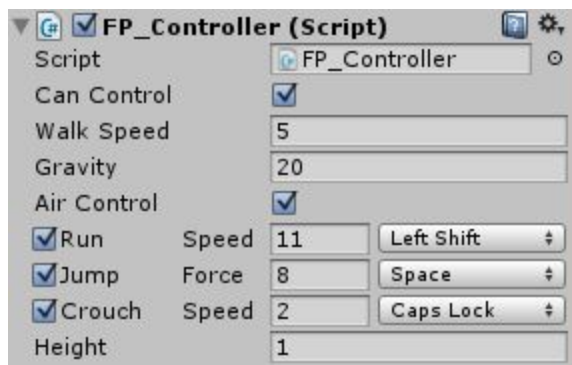 FP_Controller (Script)
Script FP_Controller
Can Control
Walk Speed 5
Gravity 20
Air Control
Run Speed 11 Left Shift
Jump Force 8 Space
Crouch Speed 2 Caps Lock
Height 1